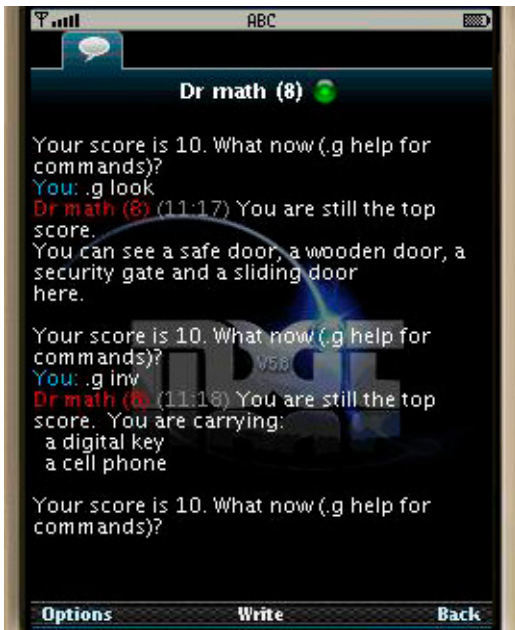 ABC
Dr math (8)
Your score is 10. What now (.g help for
commands)?
You: .g look
Dr math (8) (11:17) You are still the top
score.
You can see a safe door, a wooden door, a
security gate and a sliding door
here.
Your score is 10. What now (.g help for
commands)?
V5.8
You: .g inv
Dr math (8) (11:18) You are still the top
score. You are carrying:
a digital key
a cell phone
Your score is 10. What now (.g help for
commands)?
Options Write Back